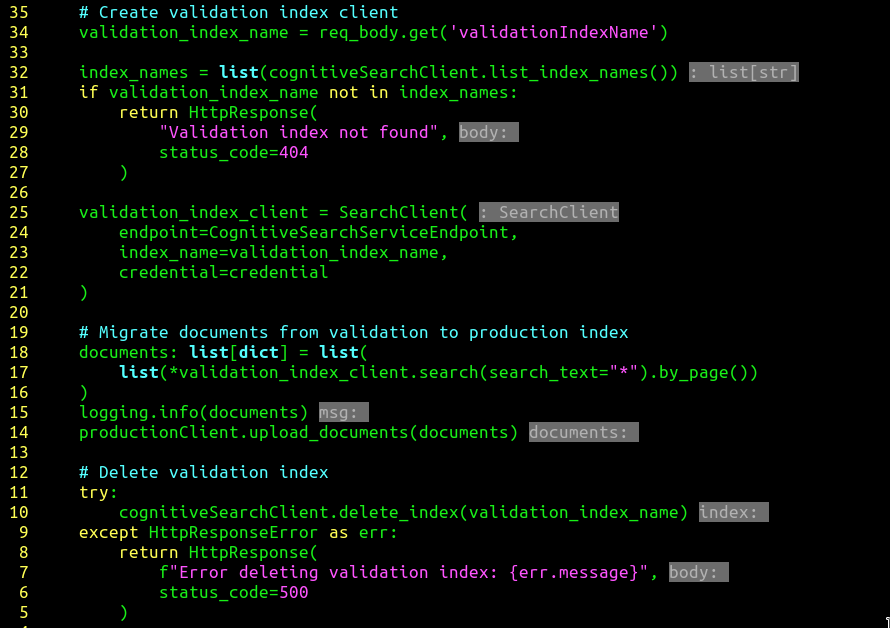 35     # Create validation index client
34     validation_index_name = req_body.get('validationIndexName')
33
32     index_names = list(cognitiveSearchClient.list_index_names()) : list[str]
31     if validation_index_name not in index_names:
30         return HttpResponse(
29             "Validation index not found", body:
28             status_code=404
27         )
26
25     validation_index_client = SearchClient( : SearchClient
24         endpoint=CognitiveSearchServiceEndpoint,
23         index_name=validation_index_name,
22         credential=credential
21     )
20
19     # Migrate documents from validation to production index
18     documents: list[dict] = list(
17         list(*validation_index_client.search(search_text="*").by_page())
16     )
15     logging.info(documents) msg:
14     productionClient.upload_documents(documents) documents:
13
12     # Delete validation index
11     try:
10         cognitiveSearchClient.delete_index(validation_index_name) index:
9     except HttpResponseError as err:
8         return HttpResponse(
7             f"Error deleting validation index: {err.message}", body:
6             status_code=500
5         )